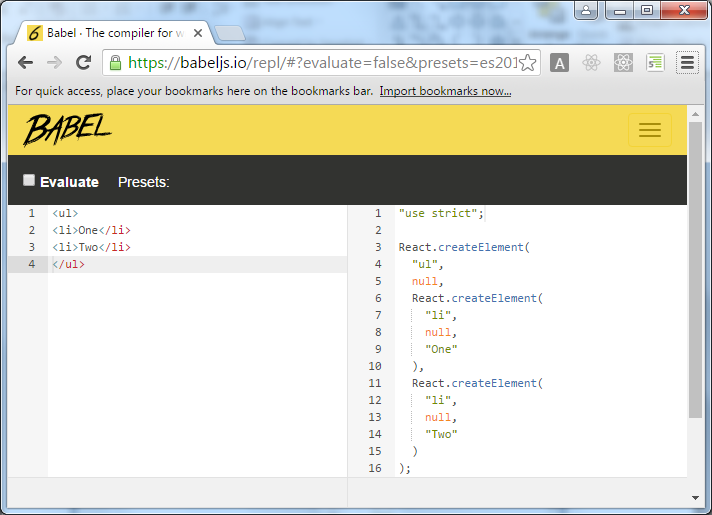 6 Babel · The compiler for w
https://babeljs.io/repl/#?evaluate=false&presets=es201
A
5
For quick access, place your bookmarks here on the bookmarks bar. Import bookmarks now...
BABEL
Evaluate Presets:
1 <ul>
2 <li>One</li>
3 <li>Two</li>
4 </ul>
1 "use strict";
2
3 React.createElement(
4 "ul",
5 null,
6 React.createElement(
7 "li",
8 null,
9 "One"
10 ),
11 React.createElement(
12 "li",
13 null,
14 "Two"
15 )
16 );